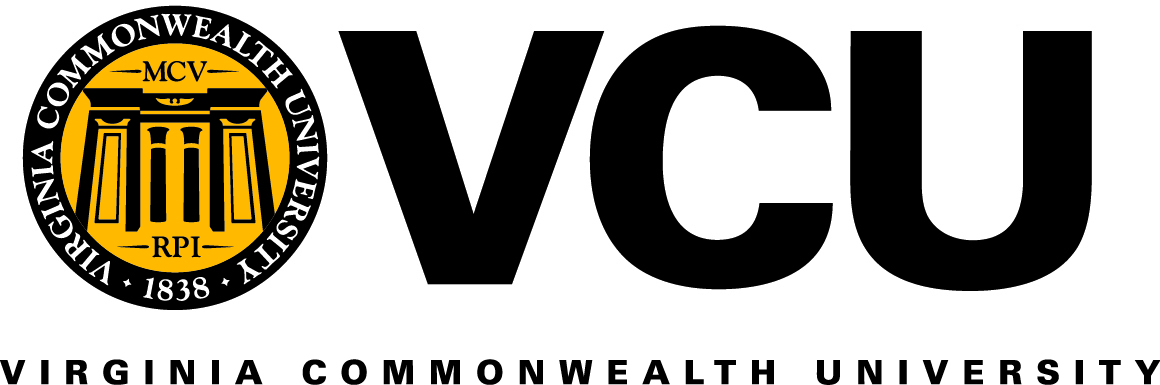 VIRGINIA COMMONWEALTH UNIVERSITY
MCV
RPI
· 1838 ·
VCU
VIRGINIA COMMONWEALTH UNIVERSITY